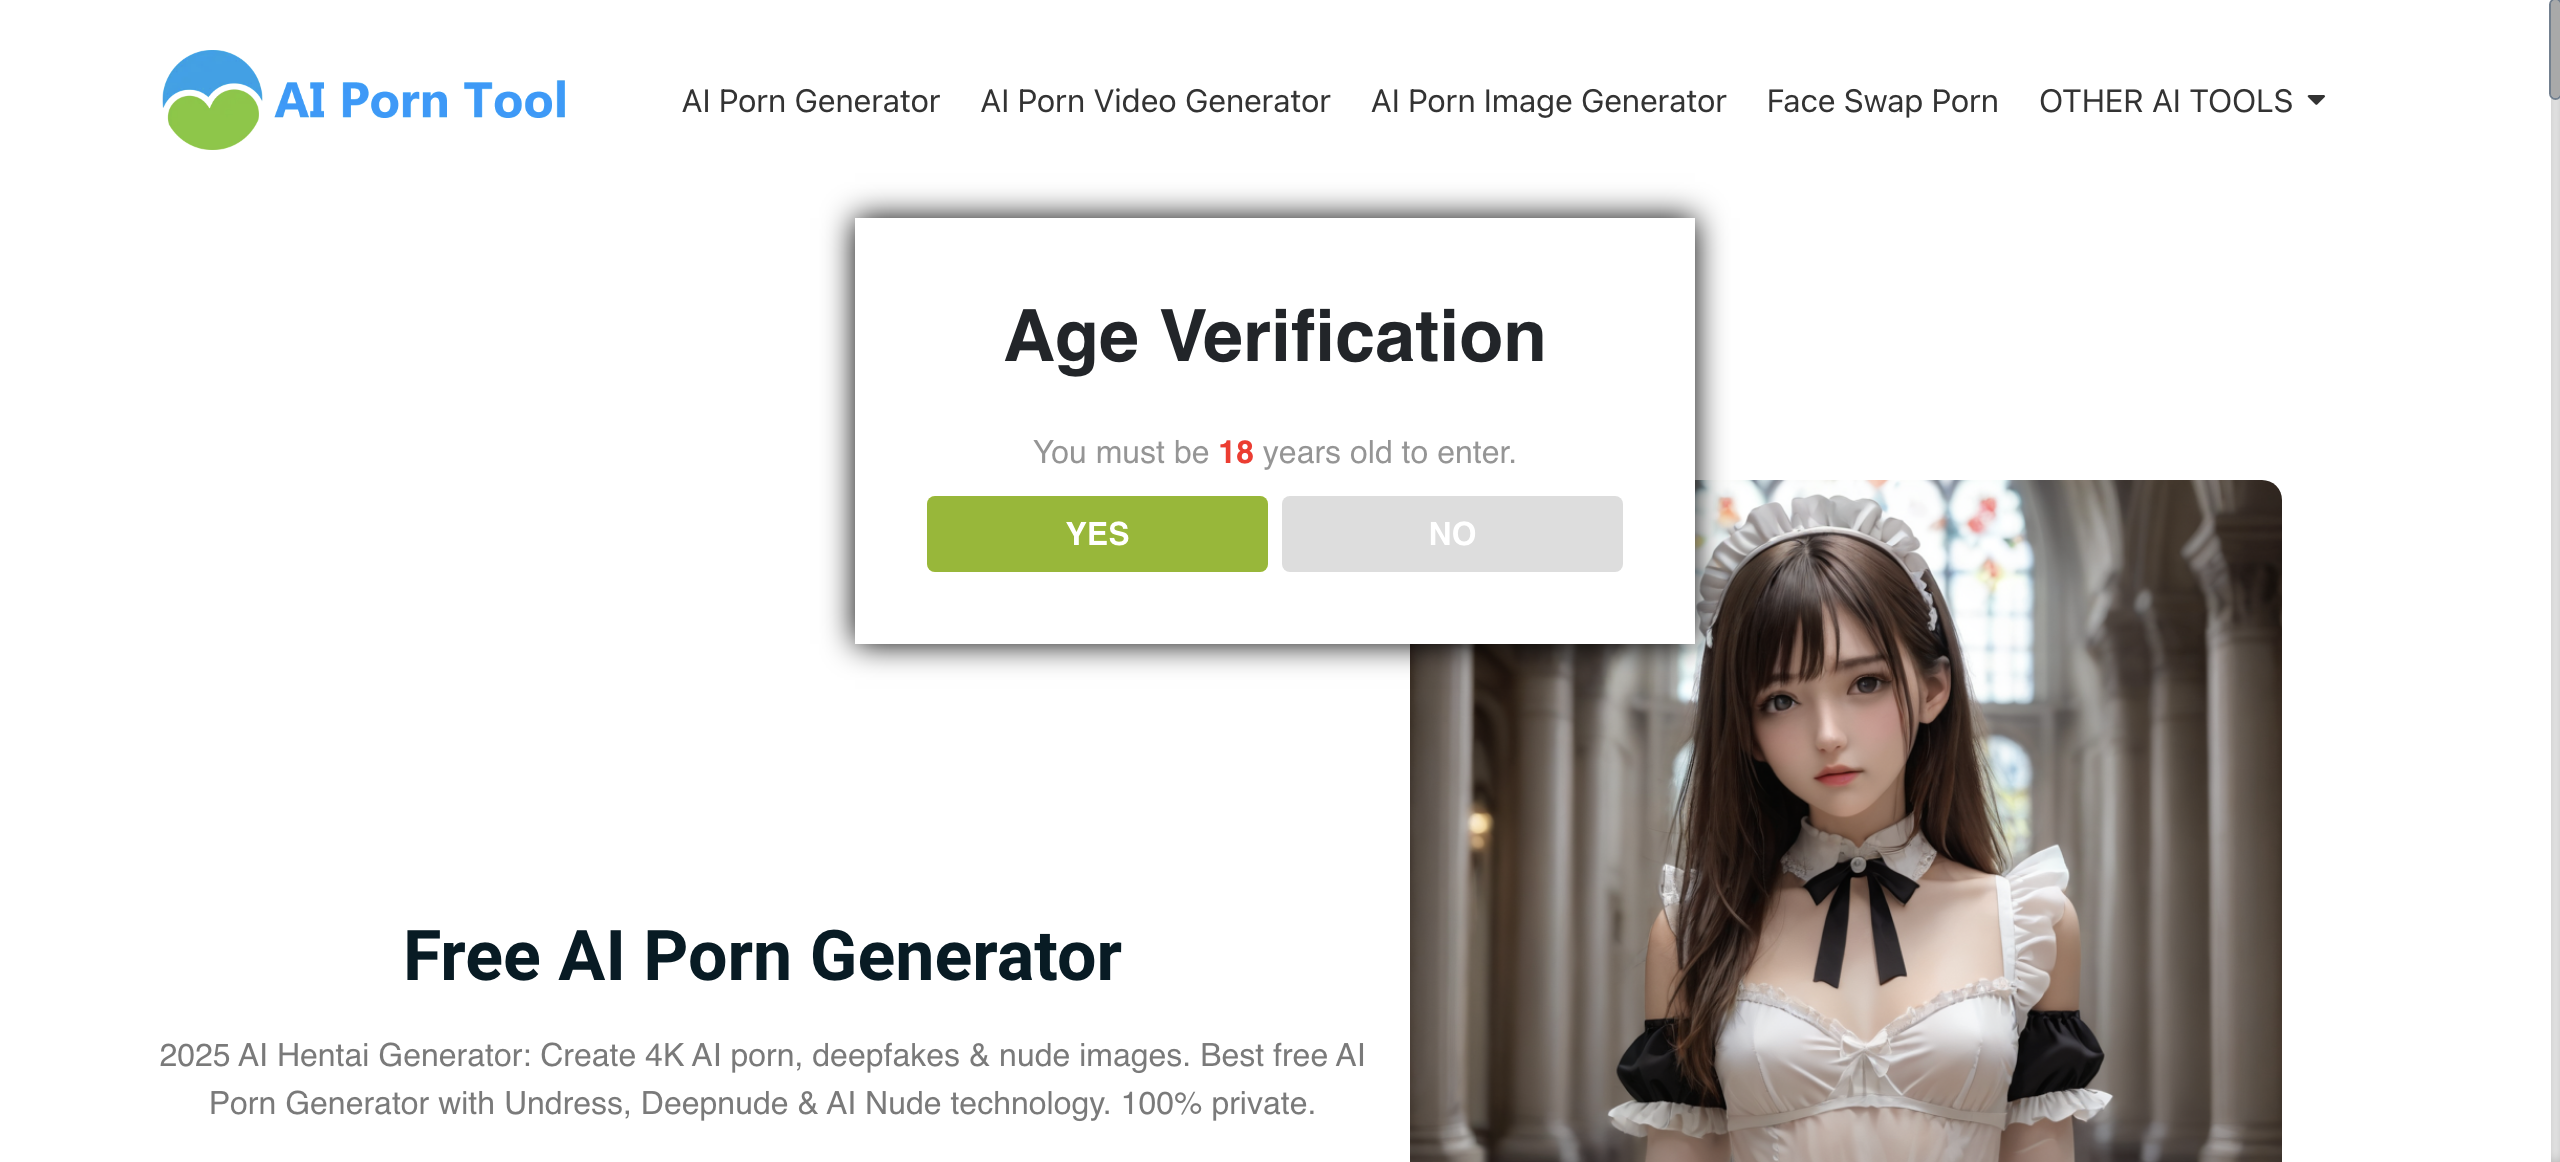 AI Porn Tool
AI Porn Generator
AI Porn Video Generator
AI Porn Image Generator
Face Swap Porn
OTHER AI TOOLS
Age Verification
You must be 18 years old to enter.
YES
NO
Free AI Porn Generator
2025 AI Hentai Generator: Create 4K AI porn, deepfakes & nude images. Best free AI
Porn Generator with Undress, Deepnude & AI Nude technology. 100% private.